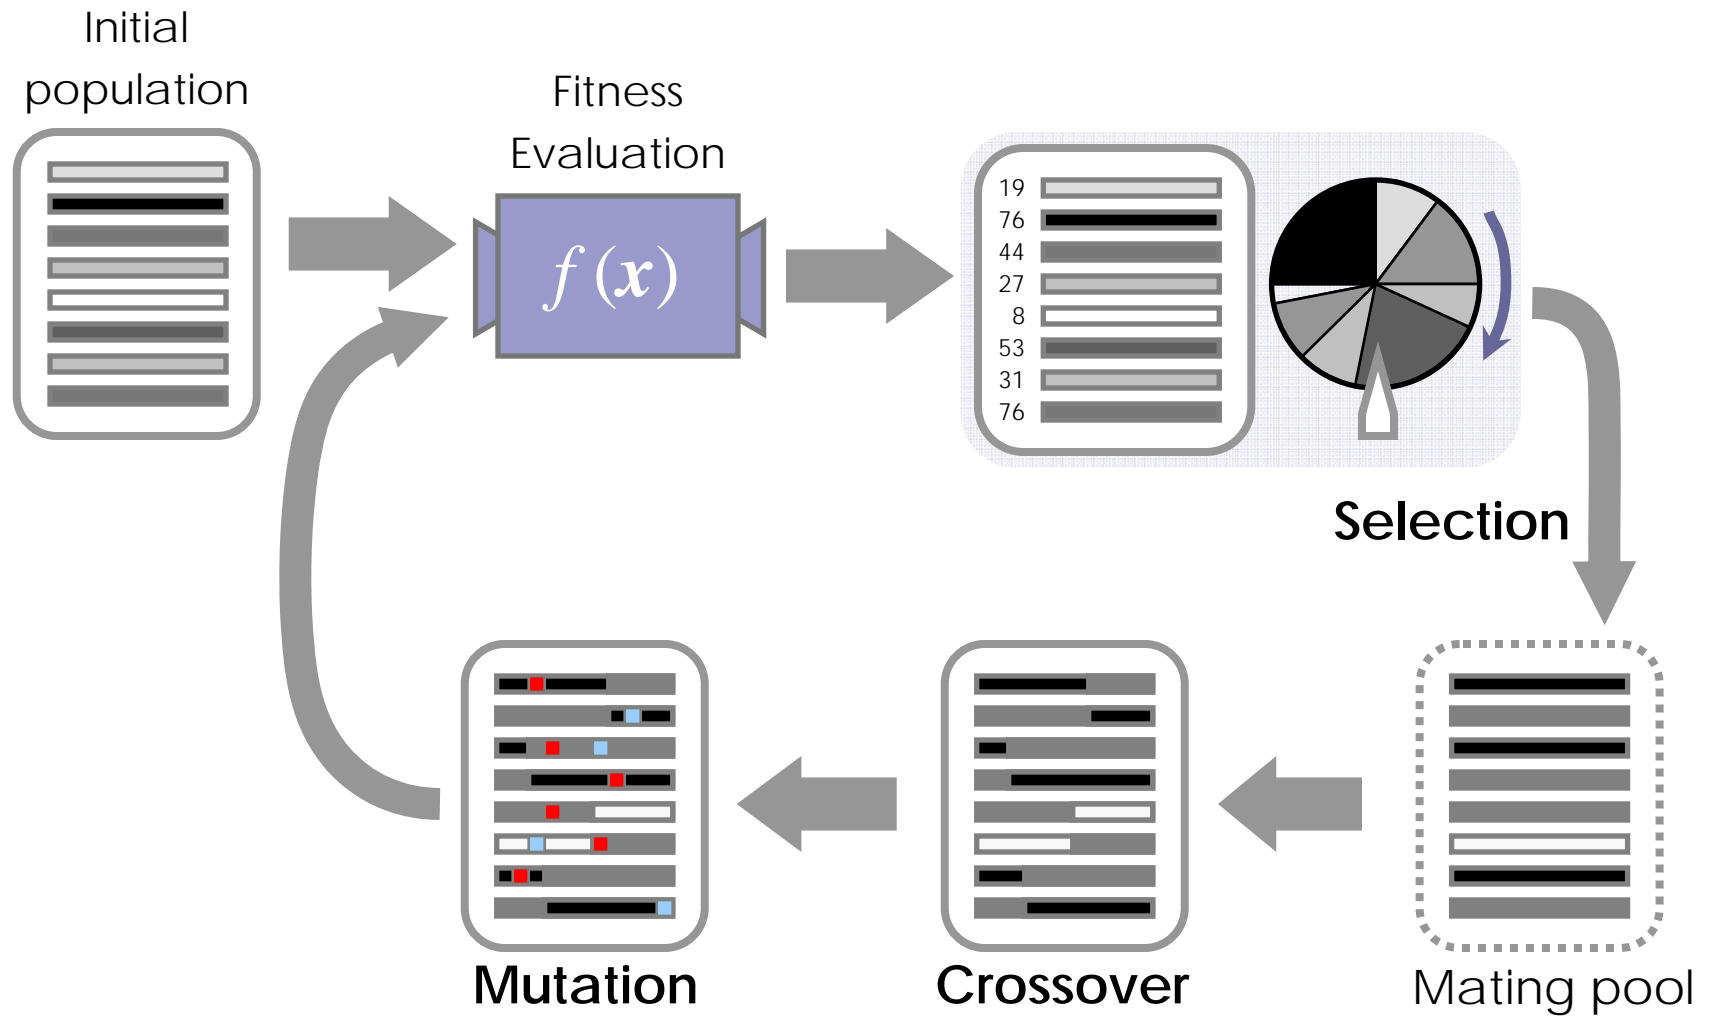 Initial
population
Fitness
Evaluation
f (x)
19
76
44
27
8
53
31
76
Selection
Mutation
Crossover
Mating pool